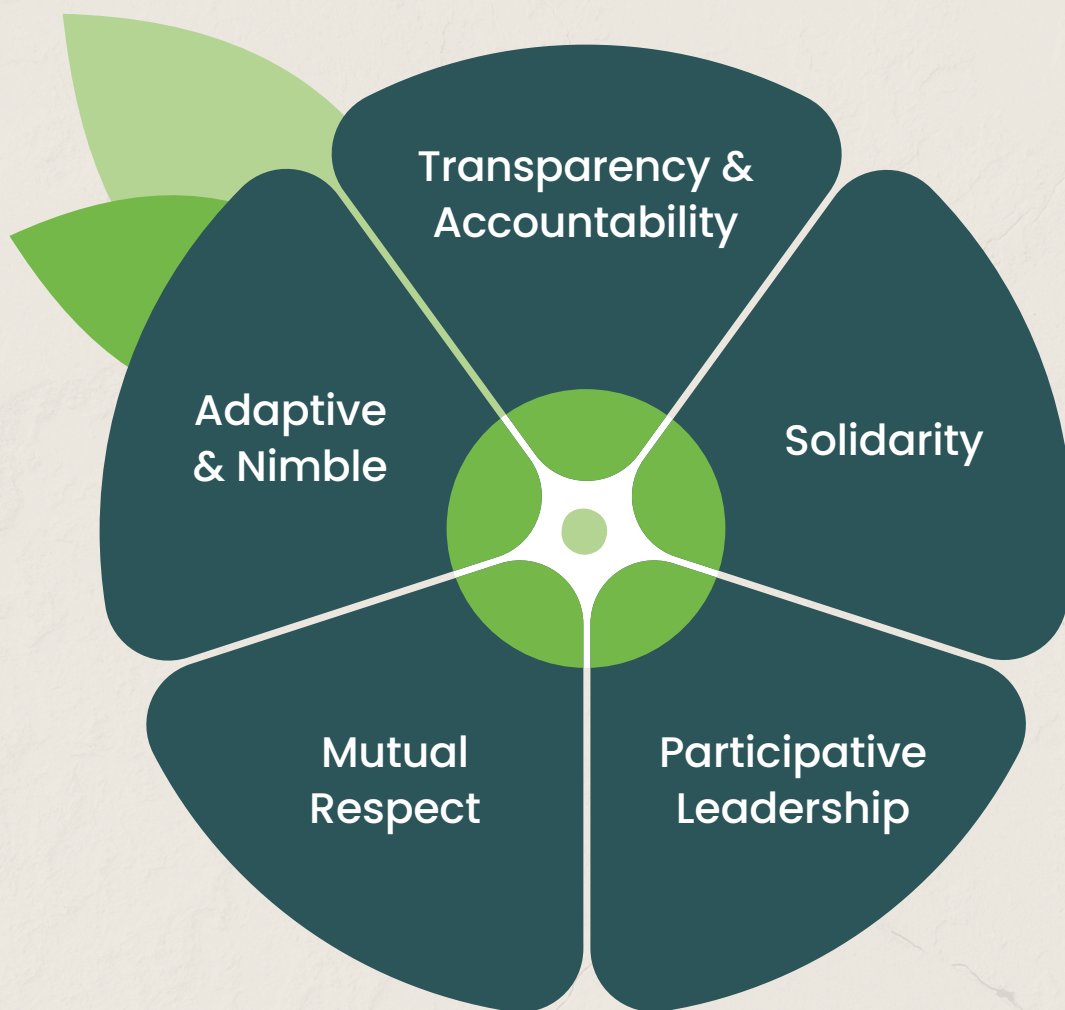 Transparency &
Accountability
Solidarity
Participative
Leadership
Mutual
Respect
Adaptive
& Nimble